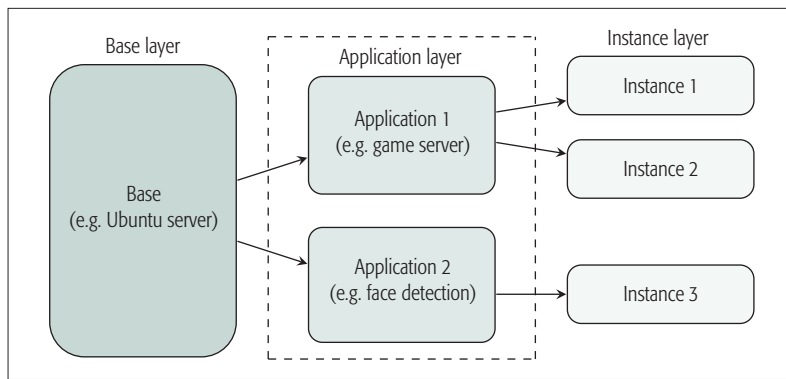 Base layer
Application layer
Instance layer
Base
(e.g. Ubuntu server)
Application 1
(e.g. game server)
Application 2
(e.g. face detection)
Instance 1
Instance 2
Instance 3